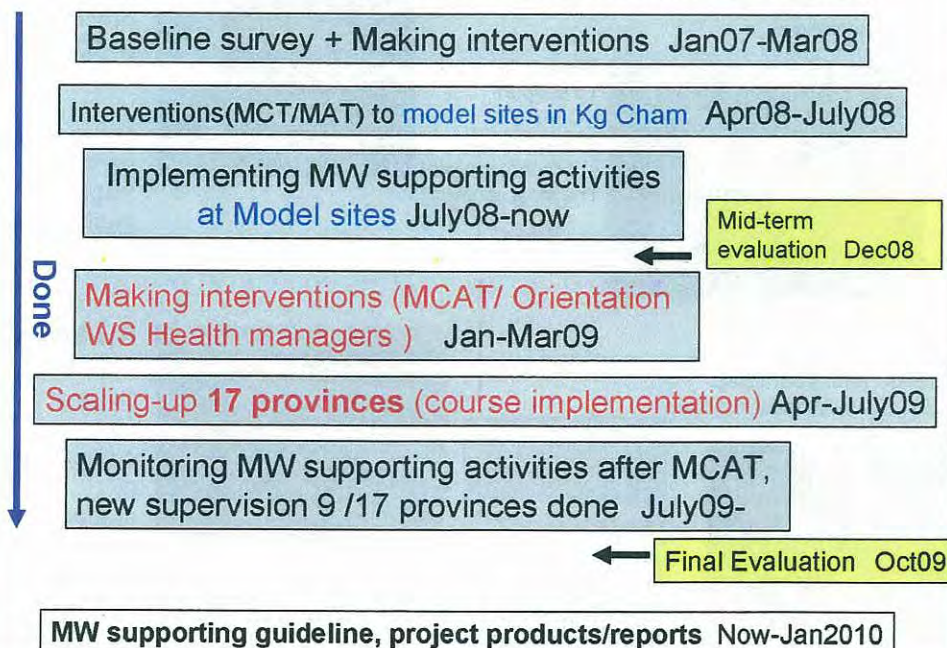 Baseline survey + Making interventions Jan07-Mar08
Interventions(MCT/MAT) to model sites in Kg Cham Apr08-July08
Implementing MW supporting activities
at Model sites July08-now
Mid-term
evaluation Dec08
Done
Making interventions (MCAT/ Orientation
WS Health managers ) Jan-Mar09
Scaling-up 17 provinces (course implementation) Apr-July09
Monitoring MW supporting activities after MCAT,
new supervision 9 /17 provinces done July09-
Final Evaluation Oct09
MW supporting guideline, project products/reports Now-Jan2010